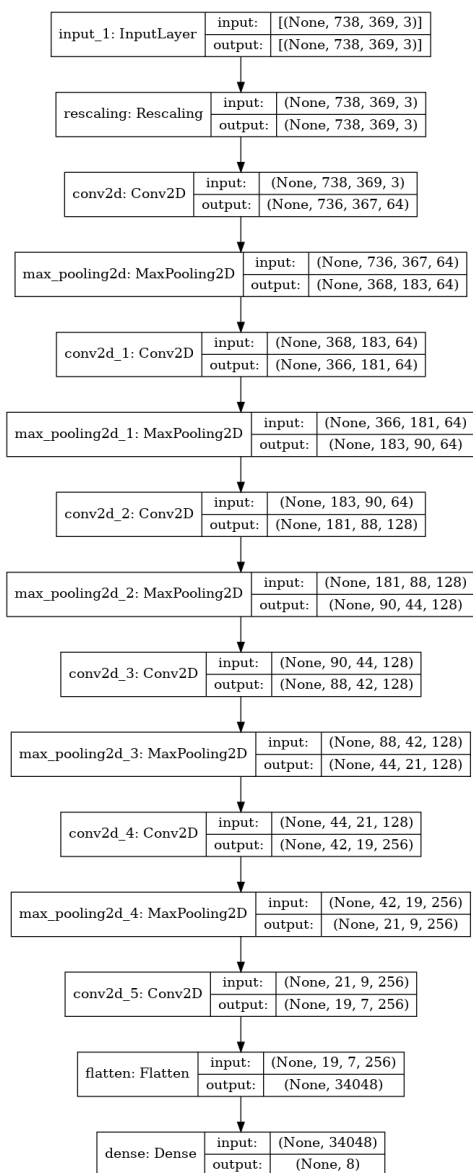 input_1: InputLayer
input: [(None, 738, 369, 3)]
output: [(None, 738, 369, 3)]
rescaling: Rescaling
input: (None, 738, 369, 3)
output: (None, 738, 369, 3)
conv2d: Conv2D
input: (None, 738, 369, 3)
output: (None, 736, 367, 64)
max_pooling2d: MaxPooling2D
input: (None, 736, 367, 64)
output: (None, 368, 183, 64)
conv2d_1: Conv2D
input: (None, 368, 183, 64)
output: (None, 366, 181, 64)
max_pooling2d_1: MaxPooling2D
input: (None, 366, 181, 64)
output: (None, 183, 90, 64)
conv2d_2: Conv2D
input: (None, 183, 90, 64)
output: (None, 181, 88, 128)
max_pooling2d_2: MaxPooling2D
input: (None, 181, 88, 128)
output: (None, 90, 44, 128)
conv2d_3: Conv2D
input: (None, 90, 44, 128)
output: (None, 88, 42, 128)
max_pooling2d_3: MaxPooling2D
input: (None, 88, 42, 128)
output: (None, 44, 21, 128)
conv2d_4: Conv2D
input: (None, 44, 21, 128)
output: (None, 42, 19, 256)
max_pooling2d_4: MaxPooling2D
input: (None, 42, 19, 256)
output: (None, 21, 9, 256)
conv2d_5: Conv2D
input: (None, 21, 9, 256)
output: (None, 19, 7, 256)
flatten: Flatten
input: (None, 19, 7, 256)
output: (None, 34048)
dense: Dense
input: (None, 34048)
output: (None, 8)